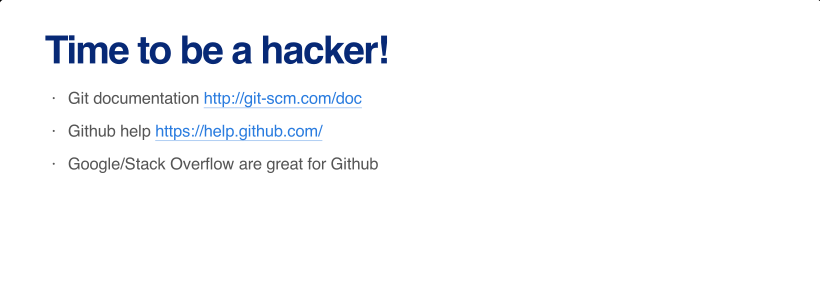 Time to be a hacker!
· Git documentation http://git-scm.com/doc
· Github help https://help.github.com/
· Google/Stack Overflow are great for Github